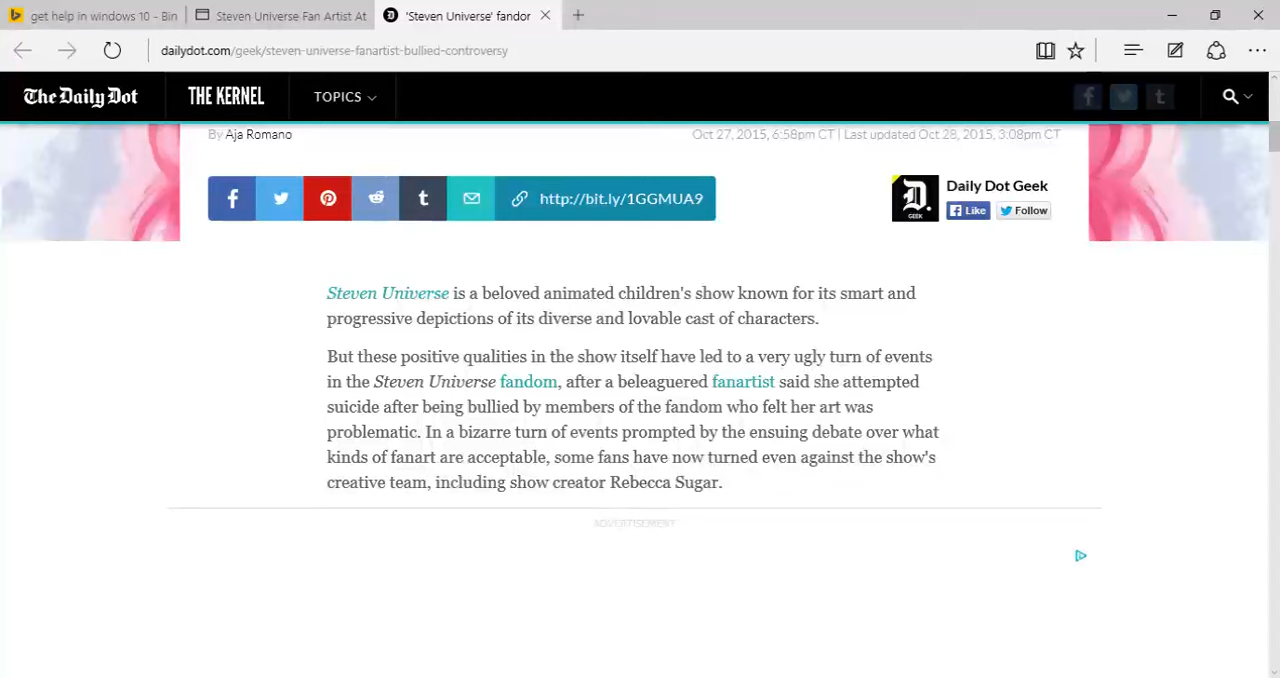 get help in windows 10 - Bin
Steven Universe Fan Artist At
'Steven Universe' fandor
dailydot.com/geek/steven-universe-fanartist-bullied-controversy
The Daily Dot
THE KERNEL
TOPICS
By Aja Romano
Oct 27, 2015, 6:58pm CT | Last updated Oct 28, 2015, 3:08pm CT
http://bit.ly/1GGMUA9
GEEK
Daily Dot Geek
Like
Follow
Steven Universe is a beloved animated children's show known for its smart and
progressive depictions of its diverse and lovable cast of characters.
But these positive qualities in the show itself have led to a very ugly turn of events
in the Steven Universe fandom, after a beleaguered fanartist said she attempted
suicide after being bullied by members of the fandom who felt her art was
problematic. In a bizarre turn of events prompted by the ensuing debate over what
kinds of fanart are acceptable, some fans have now turned even against the show's
creative team, including show creator Rebecca Sugar.
ADVERTISEMENT